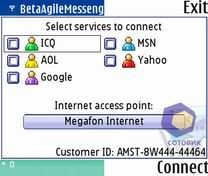 BetaAgileMesseng Exit
Select services to connect
ICQ MSN
AOL Yahoo
Google
Internet access point:
Megafon Internet
Customer ID: AMST-8W444-44464
СОТОВИК
Connect